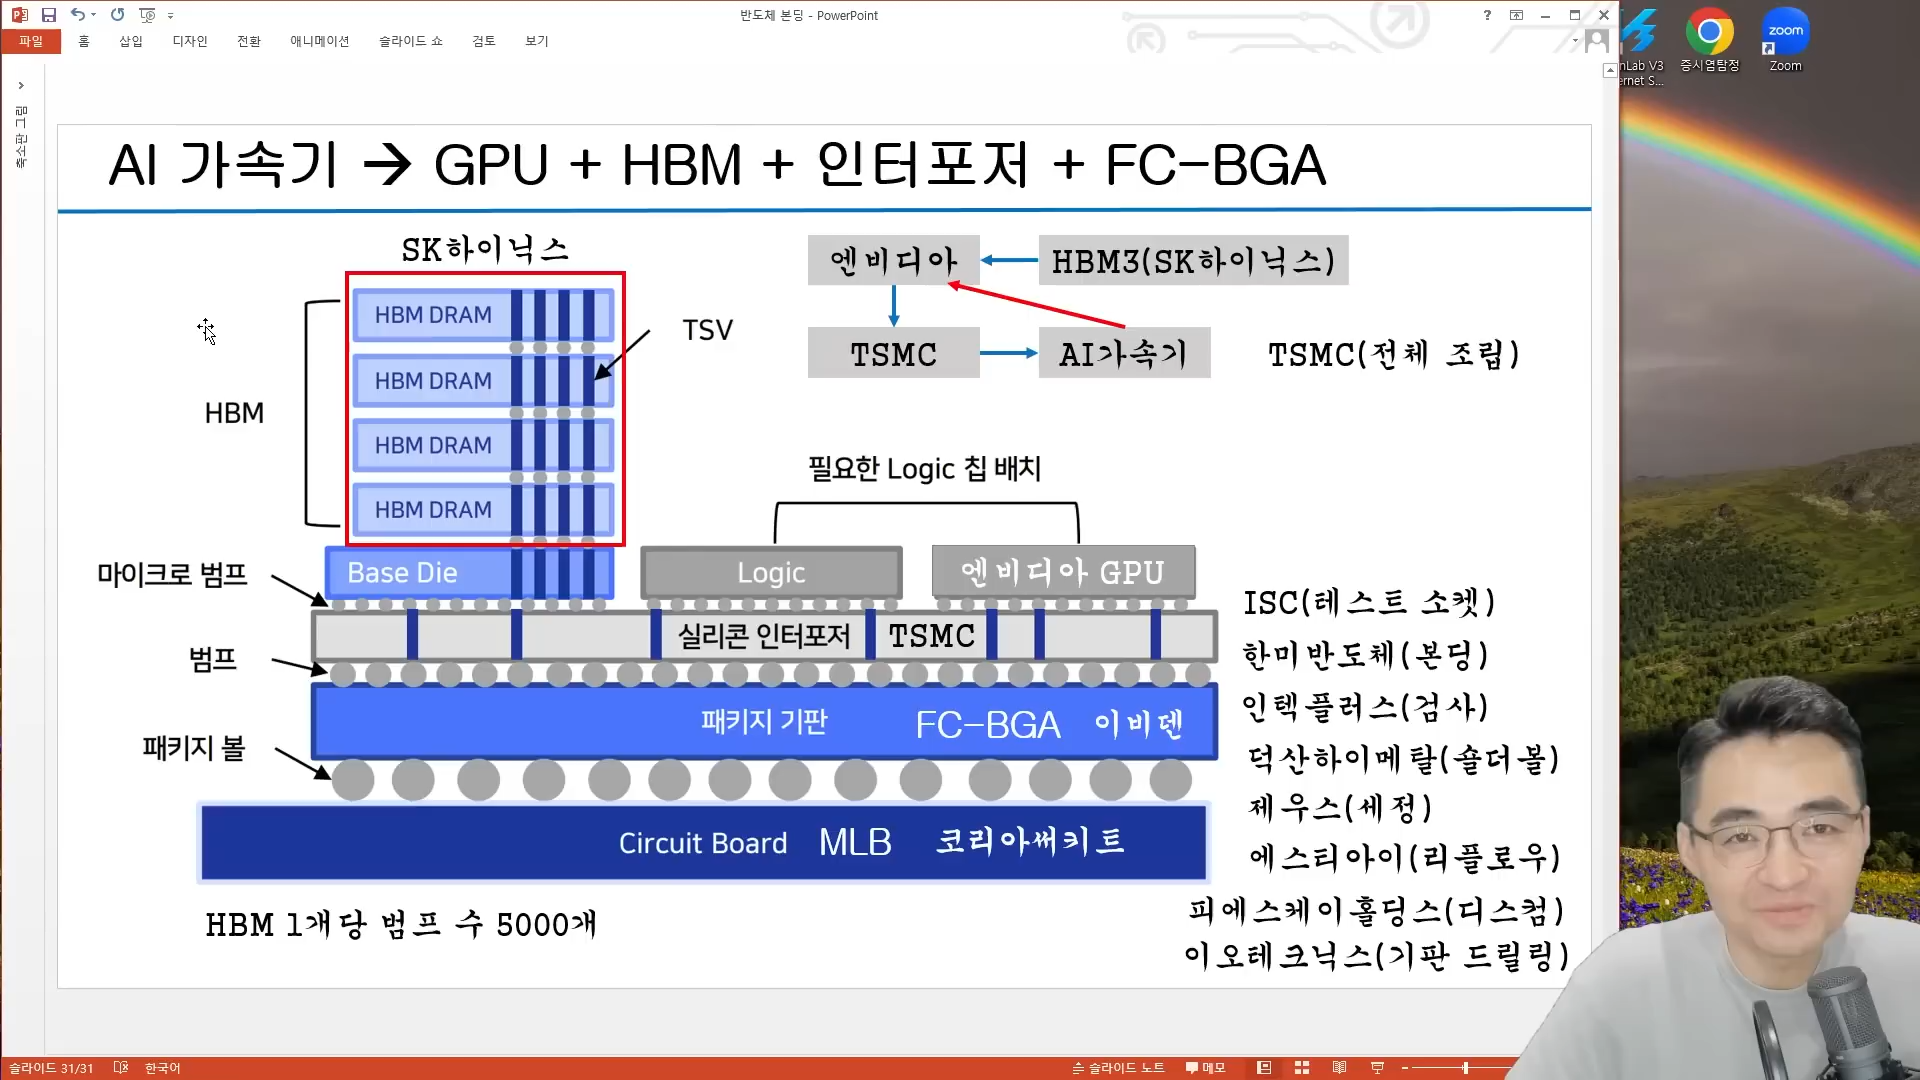 반도체 본딩 - PowerPoint
파일 홈 삽입 디자인 전환 애니메이션 슬라이드 쇼 검토 보기
nLab V3
ernet S...
증시염탐정
zoom
Zoom
축소판 그림
AI 가속기 → GPU + HBM + 인터포저 + FC-BGA
SK하이닉스
HBM DRAM
HBM DRAM
HBM DRAM
HBM DRAM
TSV
HBM
엔비디아
HBM3(SK하이닉스)
TSMC
AI가속기
TSMC(전체 조립)
필요한 Logic 칩 배치
마이크로 범프
Base Die
Logic
엔비디아 GPU
실리콘 인터포저 TSMC
범프
패키지 기판 FC-BGA 이비덴
패키지 볼
Circuit Board MLB 코리아써키트
HBM 1개당 범프 수 5000개
ISC(테스트 소켓)
한미반도체(본딩)
인텍플러스(검사)
덕산하이메탈(솔더볼)
제우스(세정)
에스티아이(리플로우)
피에스케이홀딩스(디스컴)
이오테크닉스(기판 드릴링)
슬라이드 31/31 한국어
슬라이드 노트 메모